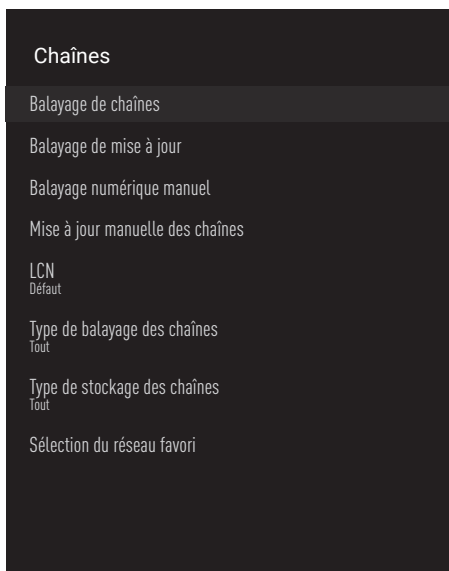 Chaînes
Balayage de chaînes
Balayage de mise à jour
Balayage numérique manuel
Mise à jour manuelle des chaînes
LCN
Défaut
Type de balayage des chaînes
Tout
Type de stockage des chaînes
Tout
Sélection du réseau favori